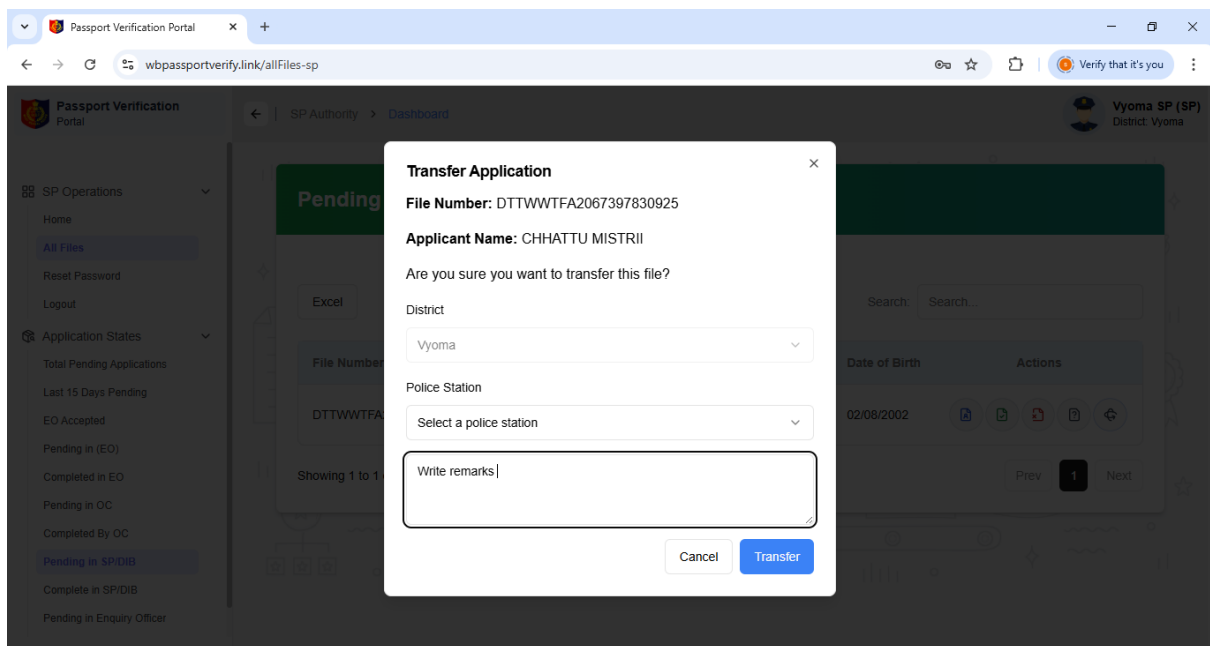 Passport Verification Portal
wbpassportverify.link/allFiles-sp
Verify that it's you
Passport Verification
Portal
SP Authority > Dashboard
Vyoma SP (SP)
District: Vyoma
SP Operations
Home
All Files
Reset Password
Logout
Application States
Total Pending Applications
Last 15 Days Pending
EO Accepted
Pending in (EO)
Completed in EO
Pending in OC
Completed By OC
Pending in SP/DIB
Complete in SP/DIB
Pending in Enquiry Officer
Pending
Excel
Search: Search...
File Number
Date of Birth
Actions
DTTWWTFA
02/08/2002
Showing 1 to 1
Prev 1 Next
Transfer Application
File Number: DTTWWTFA2067397830925
Applicant Name: CHHATTU MISTRII
Are you sure you want to transfer this file?
District
Vyoma
Police Station
Select a police station
Write remarks
Cancel Transfer